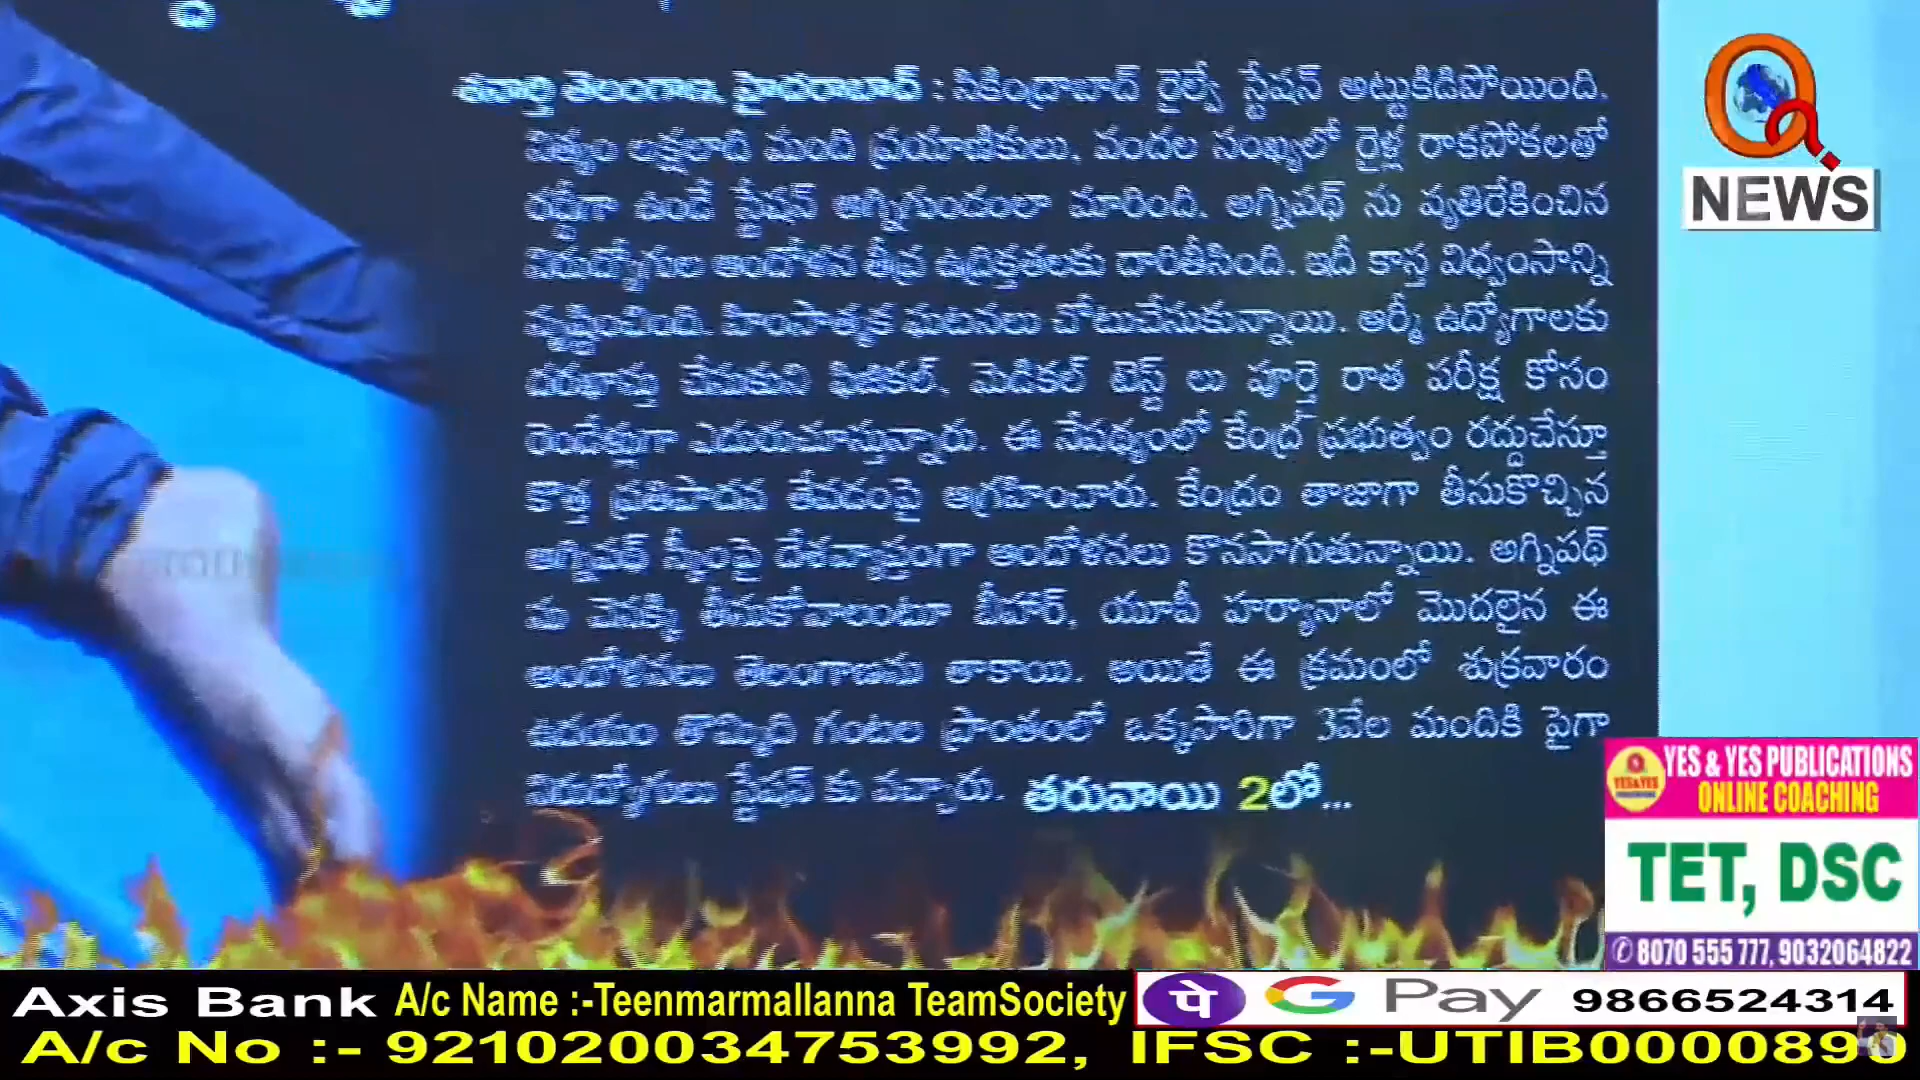 శనార్తి తెలంగాణ, హైదరాబాద్ : సికింద్రాబాద్ రైల్వే స్టేషన్ అట్టుకిడిపోయింది.
నిత్యం లక్షలాది మంది ప్రయాణికులు, వందల సంఖ్యలో రైళ్ల రాకపోకలతో
రద్దీగా ఉండే స్టేషన్ అగ్నిగుండంలా మారింది. అగ్నిపథ్ ను వ్యతిరేకించిన
నిరుద్యోగుల ఆందోళన తీవ్ర ఉద్రిక్తతలకు దారితీసింది. ఇదీ కాస్త విధ్వంసాన్ని
సృష్టించింది. హింసాత్మక ఘటనలు చోటుచేసుకున్నాయి. ఆర్మీ ఉద్యోగాలకు
దరఖాస్తు చేసుకుని ఫిజికల్, మెడికల్ టెస్ట్ లు పూర్తై రాత పరీక్ష కోసం
రెండేళ్లుగా ఎదురుచూస్తున్నారు. ఈ నేపథ్యంలో కేంద్ర ప్రభుత్వం రద్దుచేస్తూ
కొత్త ప్రతిపాదన తేవడంపై ఆగ్రహించారు. కేంద్రం తాజాగా తీసుకొచ్చిన
అగ్నిపథ్ స్కీంపై దేశవ్యాప్తంగా ఆందోళనలు కొనసాగుతున్నాయి. అగ్నిపథ్
ను వెనక్కి తీసుకోవాలంటూ బీహార్, యూపీ హర్యానాలో మొదలైన ఈ
ఆందోళనలు తెలంగాణను తాకాయి. అయితే ఈ క్రమంలో శుక్రవారం
ఉదయం తొమ్మిది గంటల ప్రాంతంలో ఒక్కసారిగా 3వేల మందికి పైగా
నిరుద్యోగులు స్టేషన్ కు వచ్చారు. తరువాయి 2లో...
Q
NEWS
YES & YES PUBLICATIONS
ONLINE COACHING
TET, DSC
8070 555 777, 9032064822
Axis Bank A/c Name :-Teenmarmallanna TeamSociety
पे G Pay 9866524314
A/c No :- 921020034753992, IFSC :-UTIB0000890